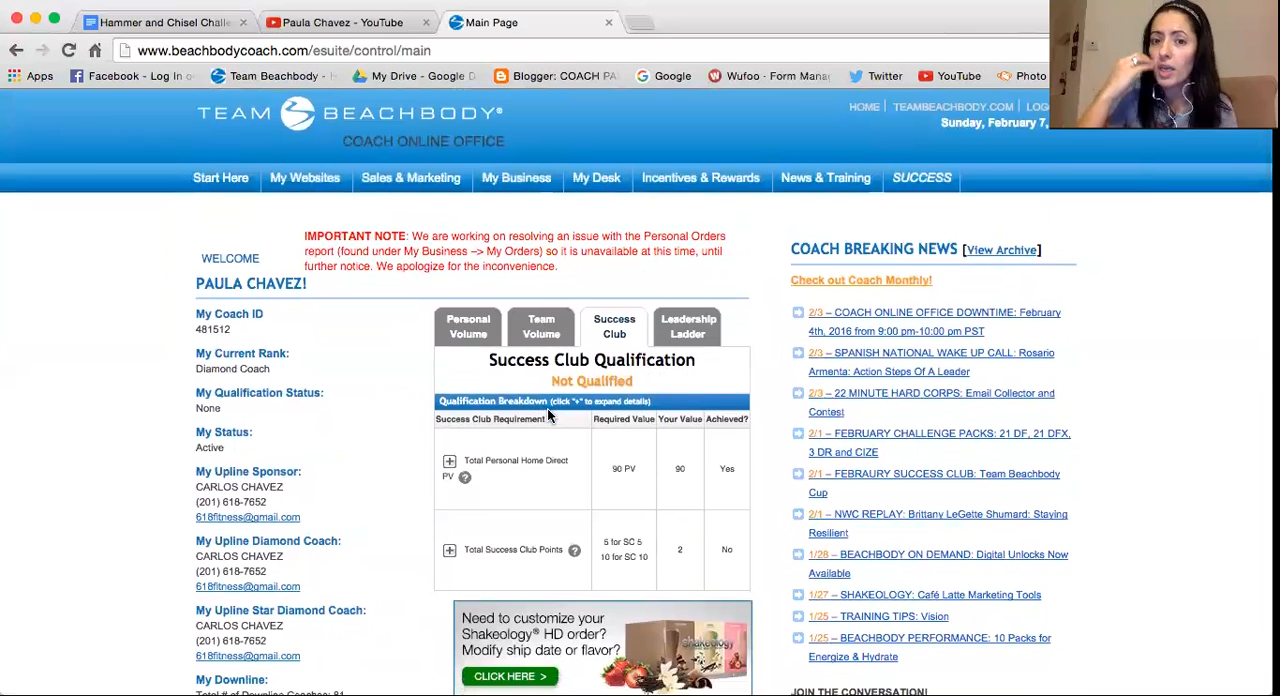 Hammer and Chisel Challe
Paula Chavez - YouTube
Main Page
www.beachbodycoach.com/esuite/control/main
Apps
Facebook - Log In o
Team Beachbody -
My Drive - Google D
Blogger: COACH PA
Google
Wufoo - Form Mana
Twitter
YouTube
Photo
TEAM BEACHBODY®
COACH ONLINE OFFICE
HOME
TEAMBEACHBODY.COM
Sunday, February 7,
Start Here
My Websites
Sales & Marketing
My Business
My Desk
Incentives & Rewards
News & Training
SUCCESS
WELCOME
PAULA CHAVEZ!
IMPORTANT NOTE: We are working on resolving an issue with the Personal Orders
report (found under My Business –> My Orders) so it is unavailable at this time, until
further notice. We apologize for the inconvenience.
My Coach ID
481512
My Current Rank:
Diamond Coach
My Qualification Status:
None
My Status:
Active
My Upline Sponsor:
CARLOS CHAVEZ
(201) 618-7652
618fitness@gmail.com
My Upline Diamond Coach:
CARLOS CHAVEZ
(201) 618-7652
618fitness@gmail.com
My Upline Star Diamond Coach:
CARLOS CHAVEZ
(201) 618-7652
618fitness@gmail.com
My Downline:
Total # of Downline Coaches: 81
Personal
Volume
Team
Volume
Success
Club
Leadership
Ladder
Success Club Qualification
Not Qualified
Qualification Breakdown (click "+" to expand details)
Success Club Requirement
Required Value
Your Value
Achieved?
Total Personal Home Direct
PV
90 PV
90
Yes
Total Success Club Points
5 for SC 5
10 for SC 10
2
No
Need to customize your
Shakeology® HD order?
Modify ship date or flavor?
CLICK HERE >
shakeology
COACH BREAKING NEWS [View Archive]
Check out Coach Monthly!
2/3 – COACH ONLINE OFFICE DOWNTIME: February
4th, 2016 from 9:00 pm-10:00 pm PST
2/3 – SPANISH NATIONAL WAKE UP CALL: Rosario
Armenta: Action Steps Of A Leader
2/3 – 22 MINUTE HARD CORPS: Email Collector and
Contest
2/1 – FEBRUARY CHALLENGE PACKS: 21 DF, 21 DFX,
3 DR and CIZE
2/1 – FEBRAURY SUCCESS CLUB: Team Beachbody
Cup
2/1 – NWC REPLAY: Brittany LeGette Shumard: Staying
Resilient
1/28 – BEACHBODY ON DEMAND: Digital Unlocks Now
Available
1/27 – SHAKEOLOGY: Café Latte Marketing Tools
1/25 – TRAINING TIPS: Vision
1/25 – BEACHBODY PERFORMANCE: 10 Packs for
Energize & Hydrate
JOIN THE CONVERSATION!